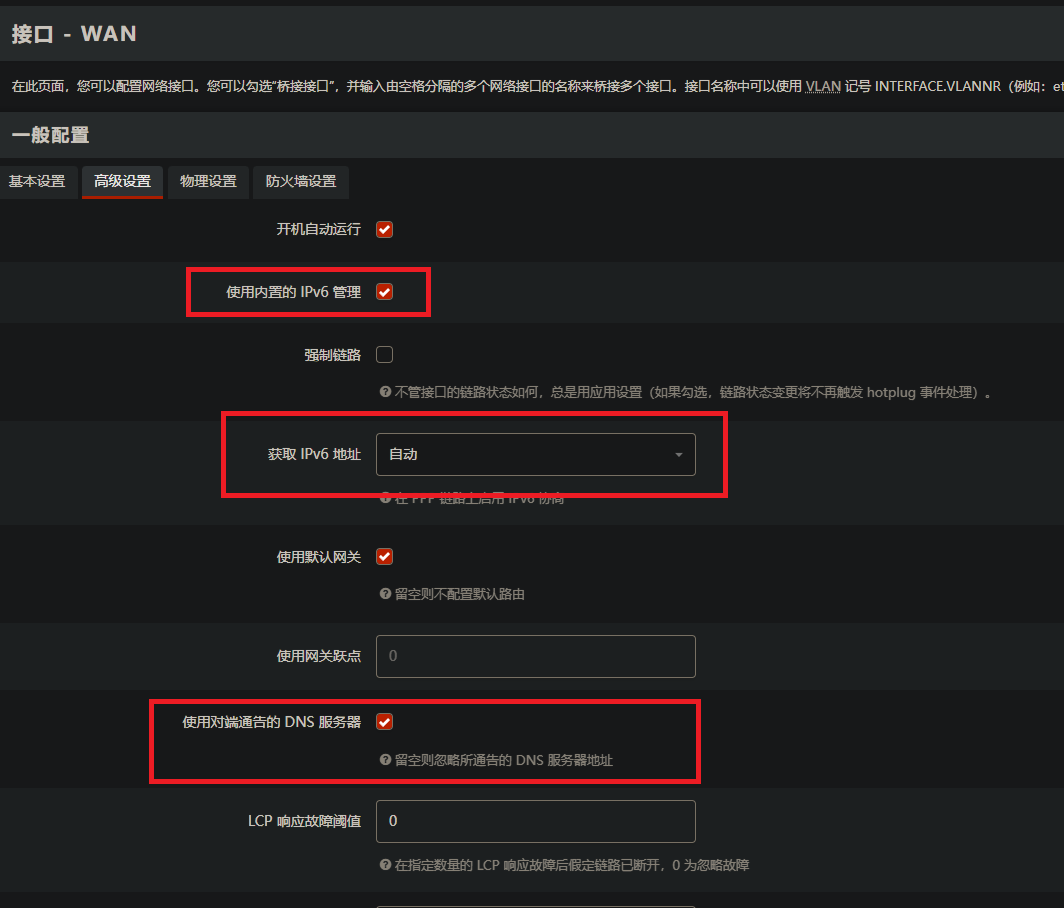 接口 - WAN
在此页面，您可以配置网络接口。您可以勾选“桥接接口”，并输入由空格分隔的多个网络接口的名称来桥接多个接口。接口名称中可以使用 VLAN 记号 INTERFACE.VLANNR（例如：et
一般配置
基本设置 高级设置 物理设置 防火墙设置
开机自动运行
使用内置的 IPv6 管理
强制链路
不管接口的链路状态如何，总是用应用设置（如果勾选，链路状态变更将不再触发 hotplug 事件处理）。
获取 IPv6 地址 自动
在 PPP 链路上启用 IPv6 协商
使用默认网关
留空则不配置默认路由
使用网关跃点 0
使用对端通告的 DNS 服务器
留空则忽略所通告的 DNS 服务器地址
LCP 响应故障阈值 0
在指定数量的 LCP 响应故障后假定链路已断开，0 为忽略故障